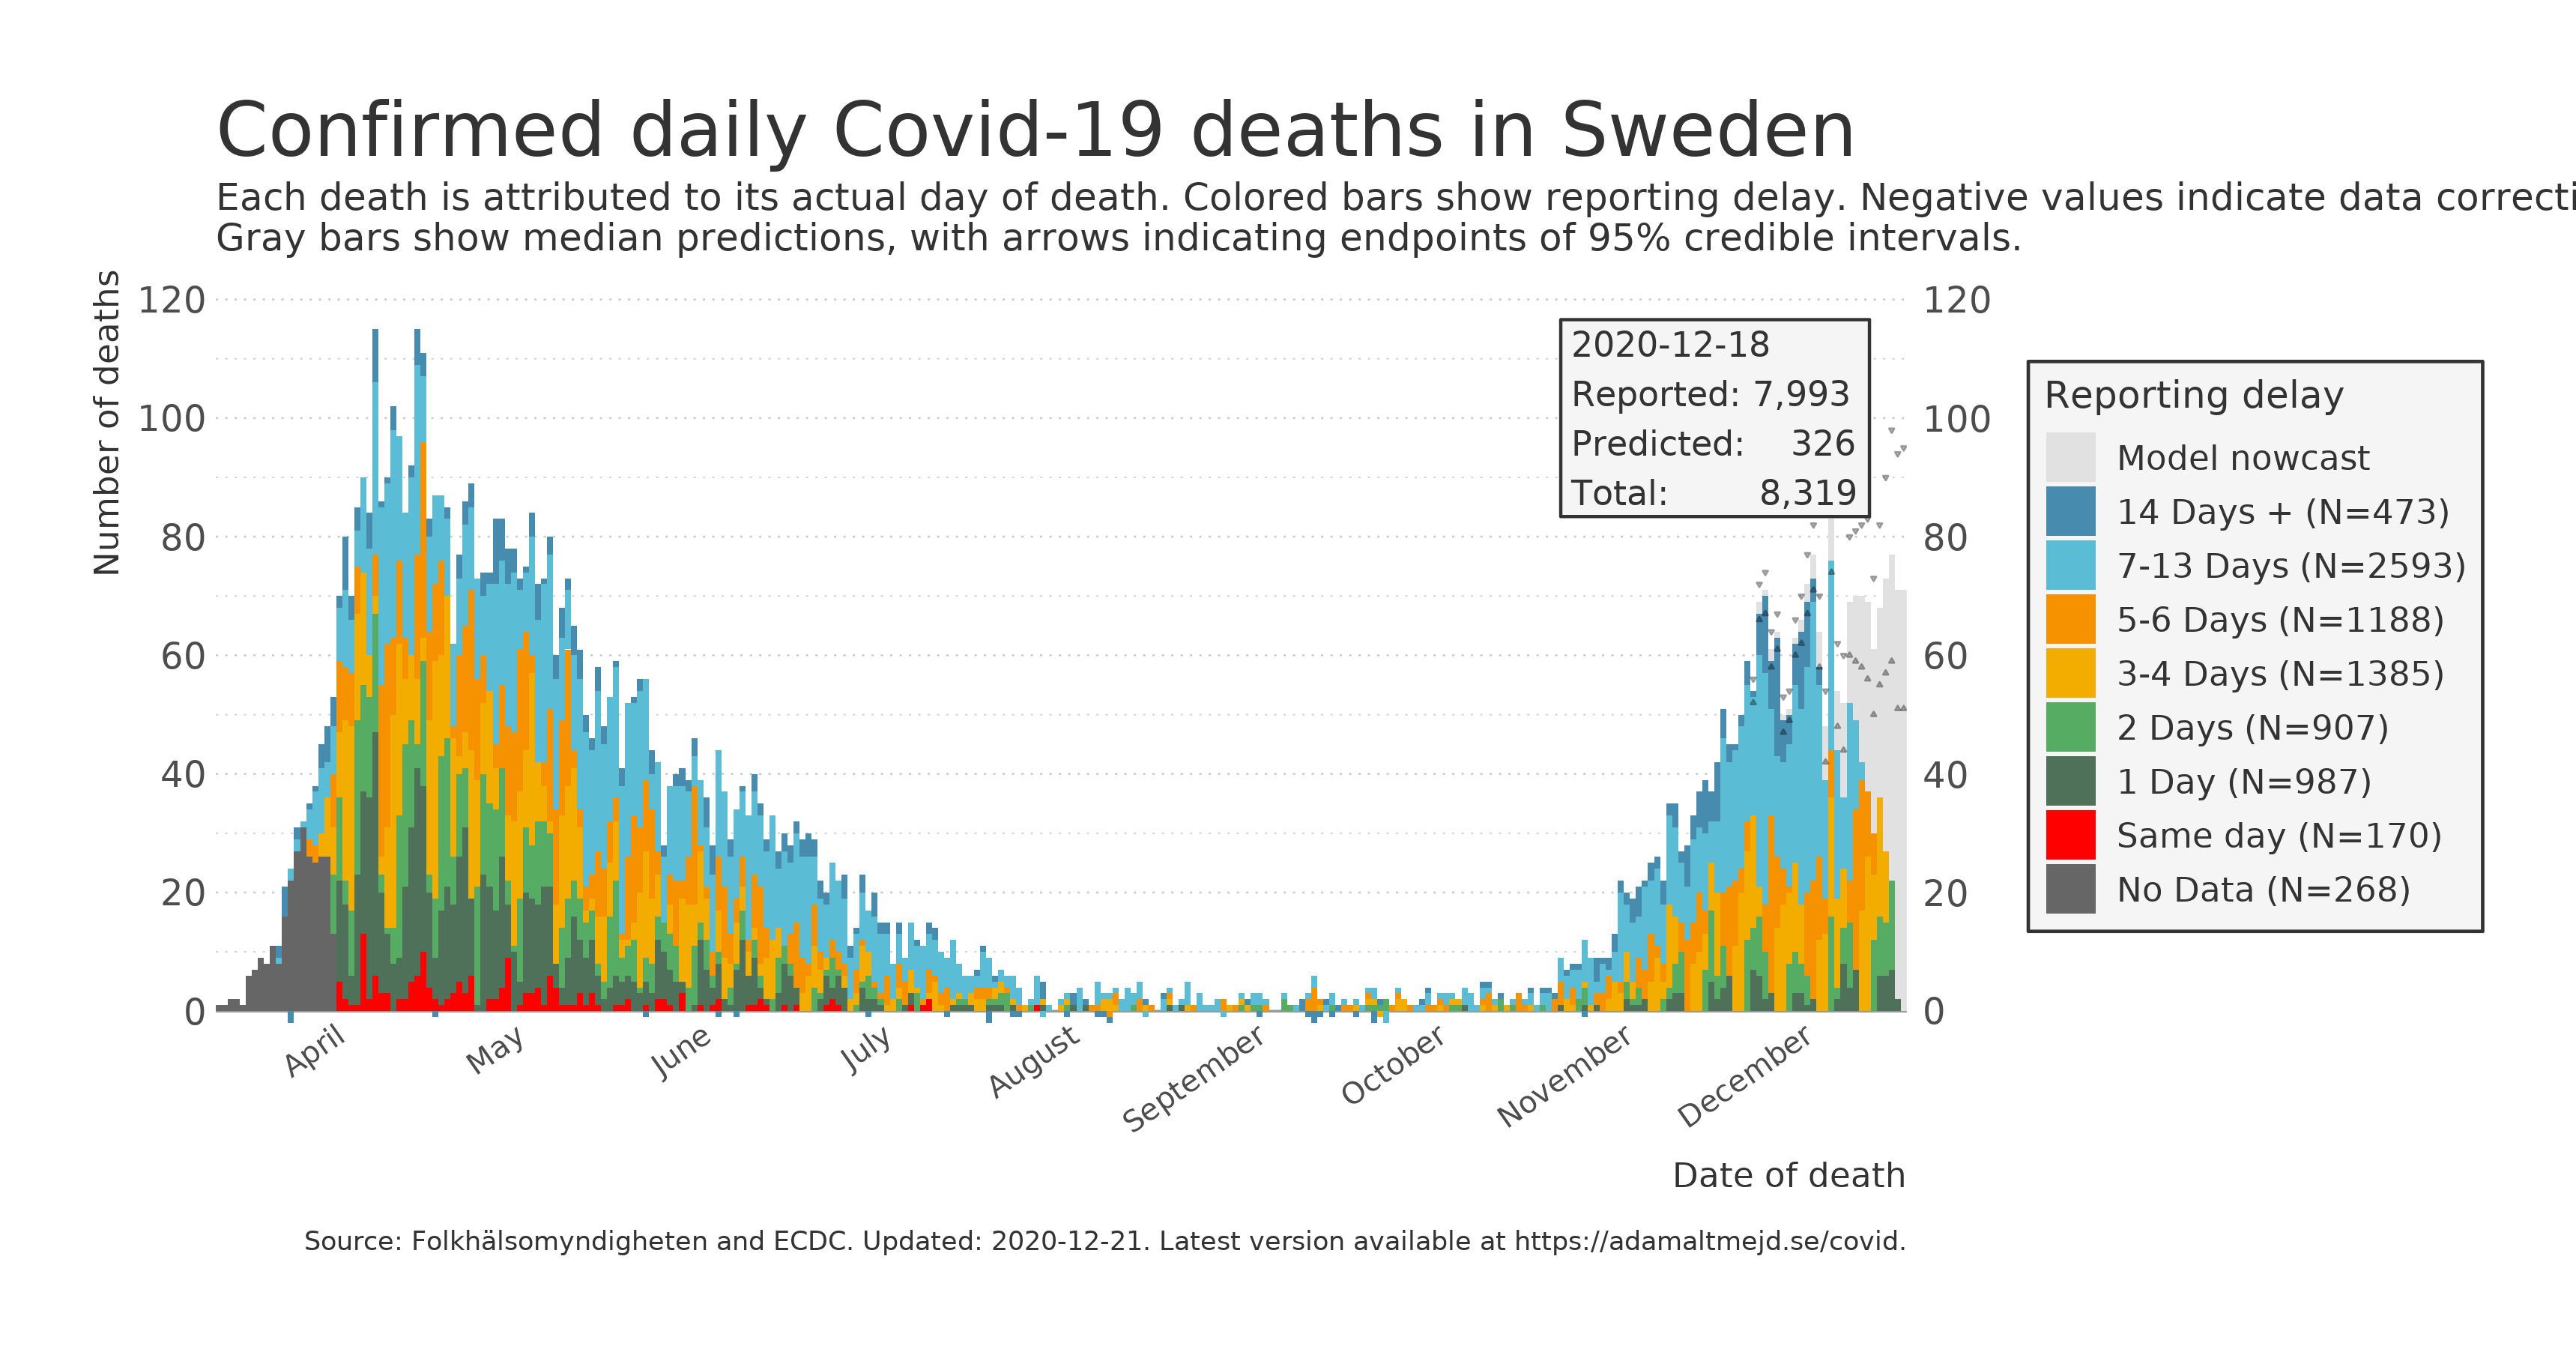 Confirmed daily Covid-19 deaths in Sweden
Each death is attributed to its actual day of death. Colored bars show reporting delay. Negative values indicate data correcti
Gray bars show median predictions, with arrows indicating endpoints of 95% credible intervals.
Number of deaths
120
100
80
60
40
20
0
120
100
80
60
40
20
0
2020-12-18
Reported: 7,993
Predicted: 326
Total: 8,319
Reporting delay
Model nowcast
14 Days + (N=473)
7-13 Days (N=2593)
5-6 Days (N=1188)
3-4 Days (N=1385)
2 Days (N=907)
1 Day (N=987)
Same day (N=170)
No Data (N=268)
April
May
June
July
August
September
October
November
December
Date of death
Source: Folkhälsomyndigheten and ECDC. Updated: 2020-12-21. Latest version available at https://adamaltmejd.se/covid.